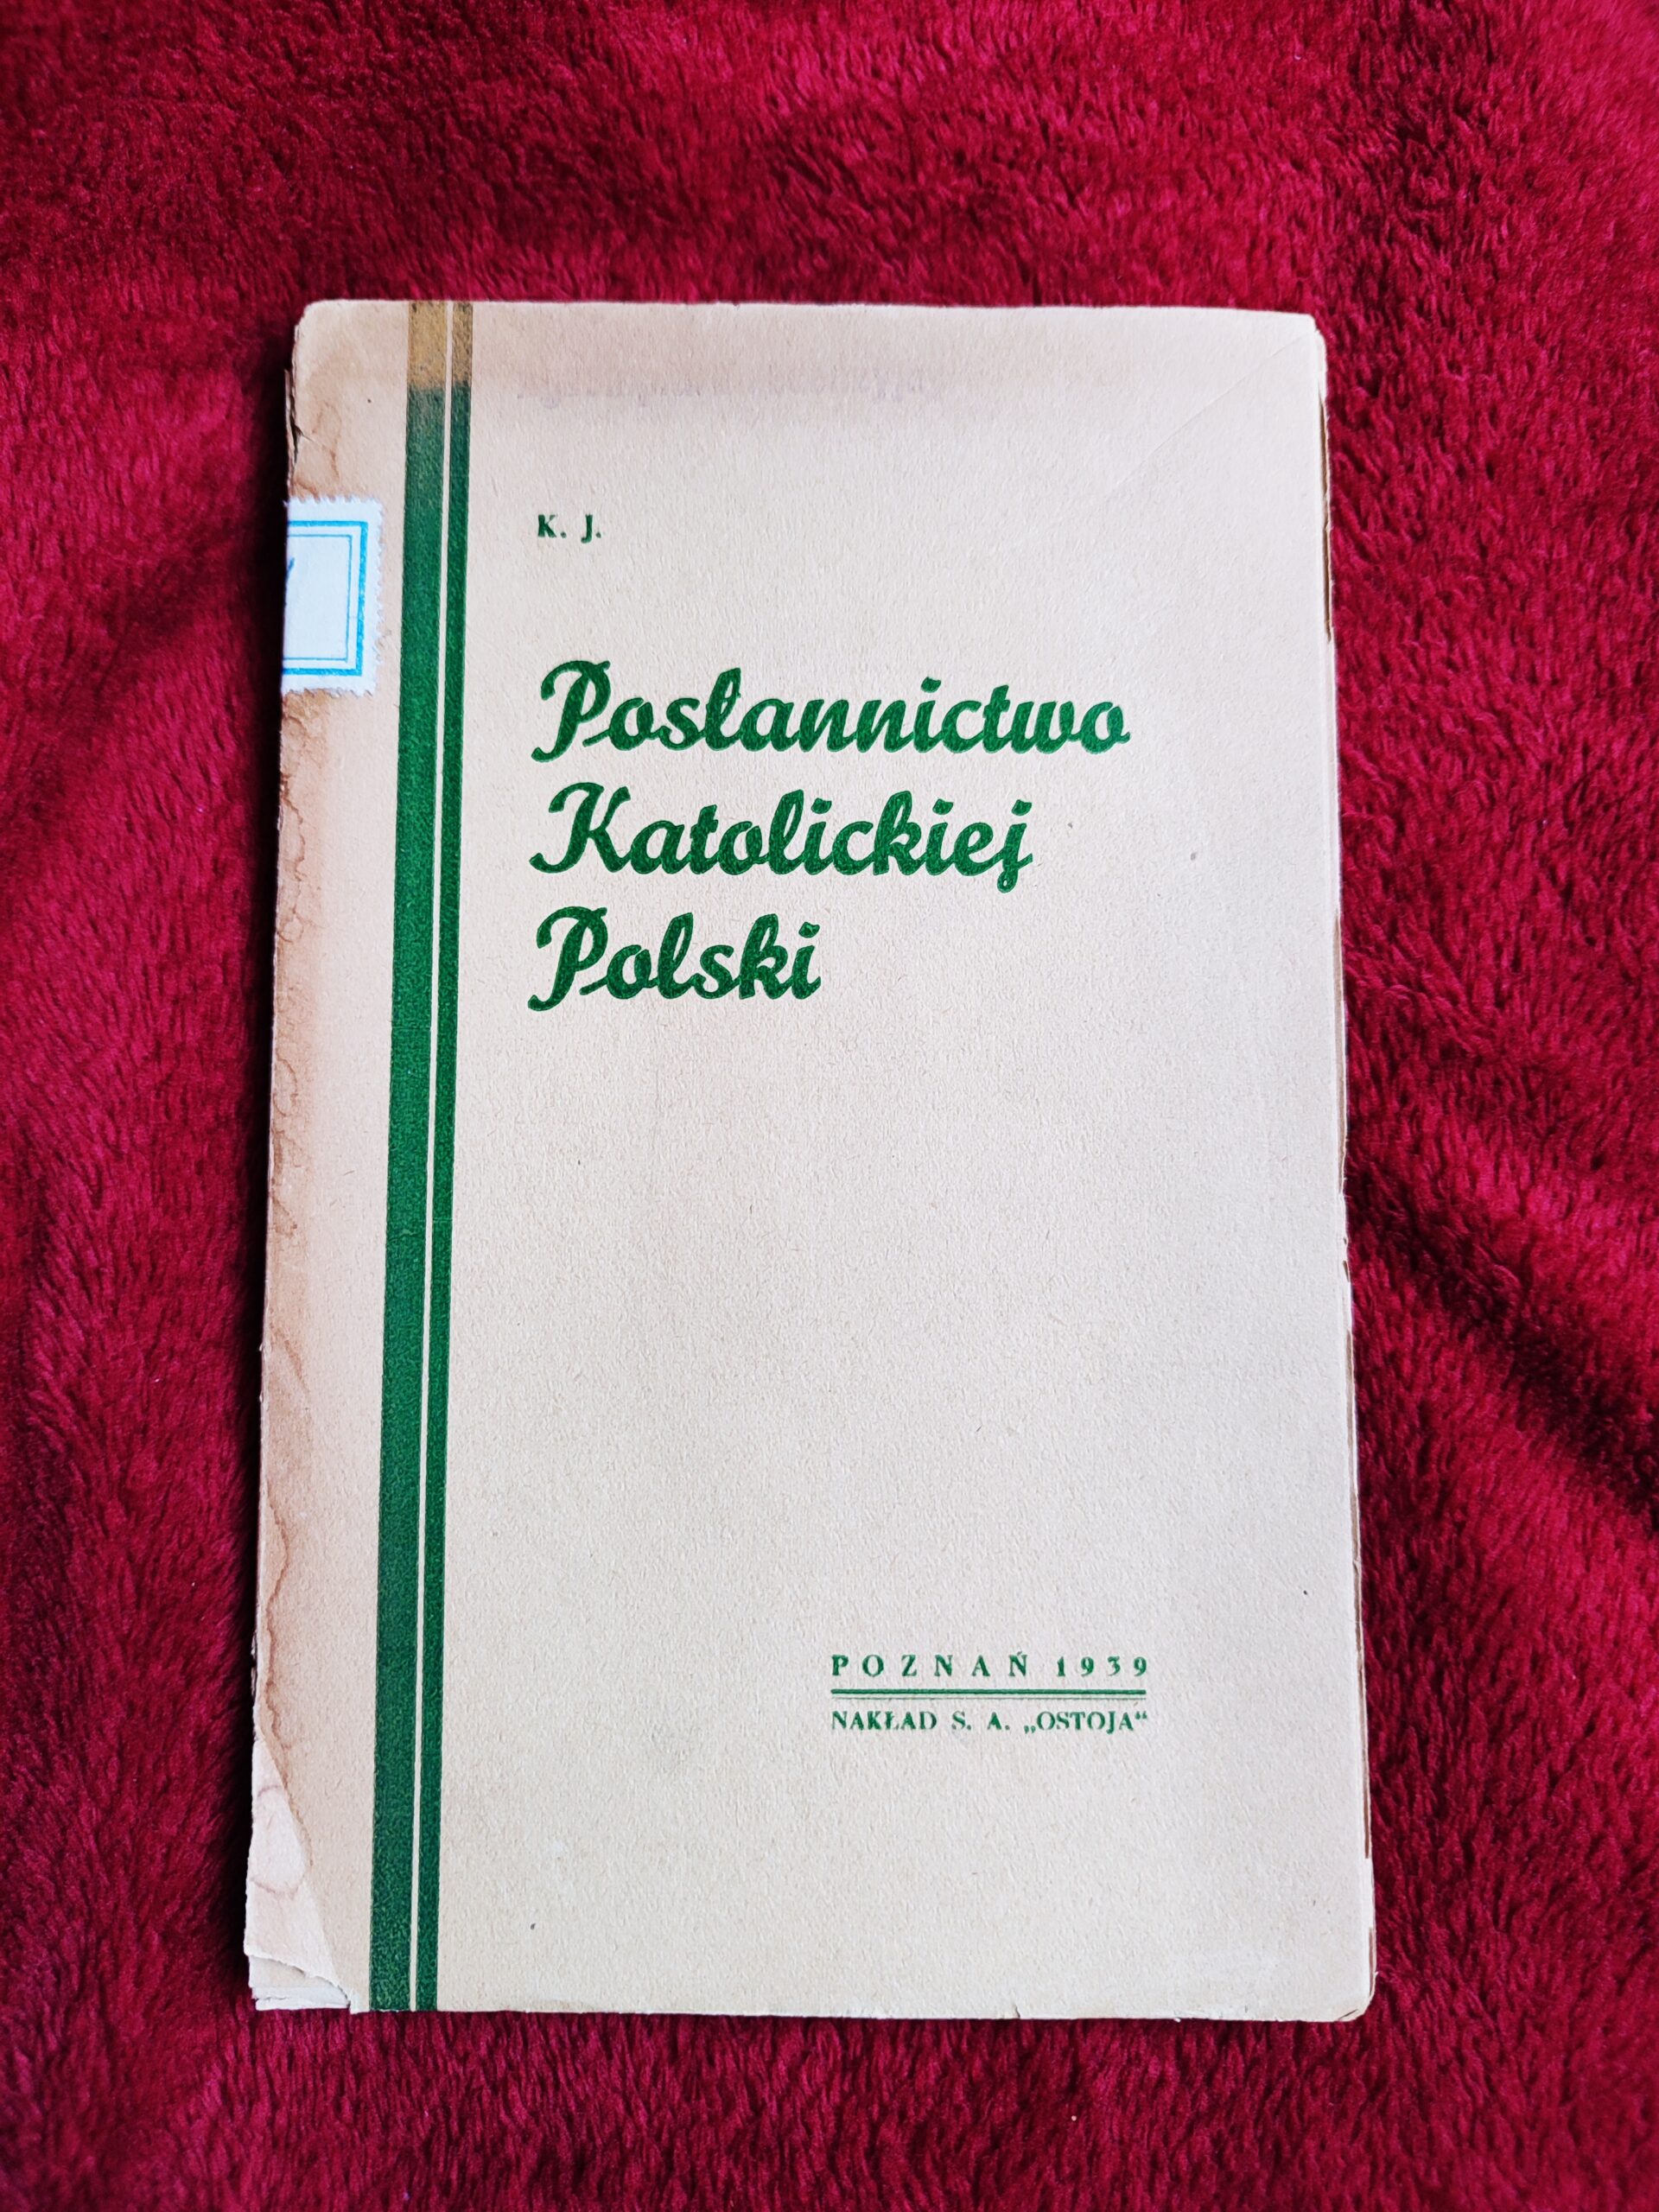 K. J.
Posłannictwo
Katolickiej
Polski
POZNAŃ 1939
NAKŁAD S. A. „OSTOJA“